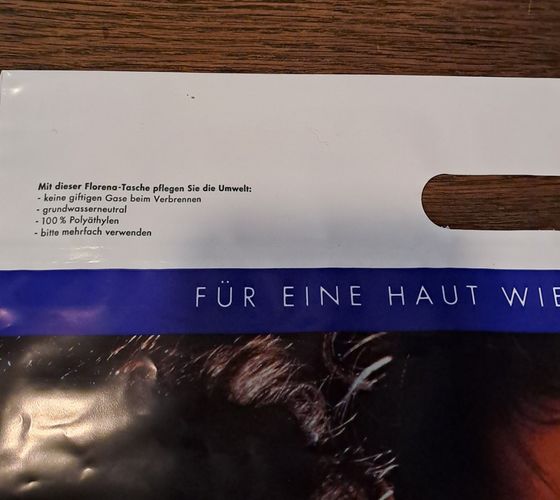 Mit dieser Florena-Tasche pflegen Sie die Umwelt:
- keine giftigen Gase beim Verbrennen
- grundwasserneutral
- 100 % Polyäthylen
- bitte mehrfach verwenden
FÜR EINE HAUT WIE